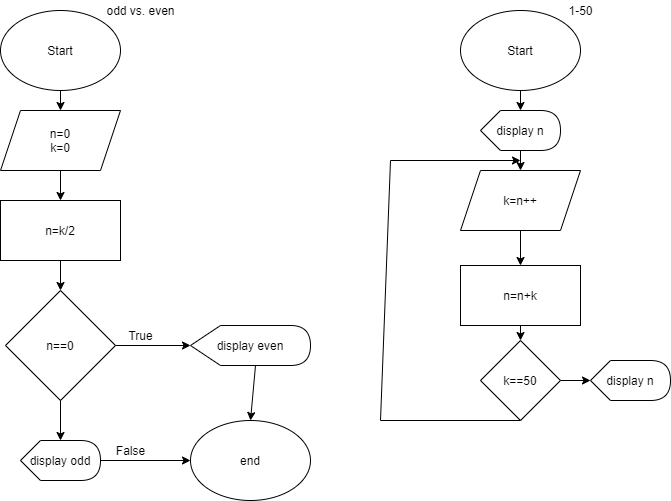 odd vs. even
Start
n=0
k=0
n=k/2
n==0
True
display even
display odd
False
end
1-50
Start
display n
k=n++
n=n+k
k==50
display n